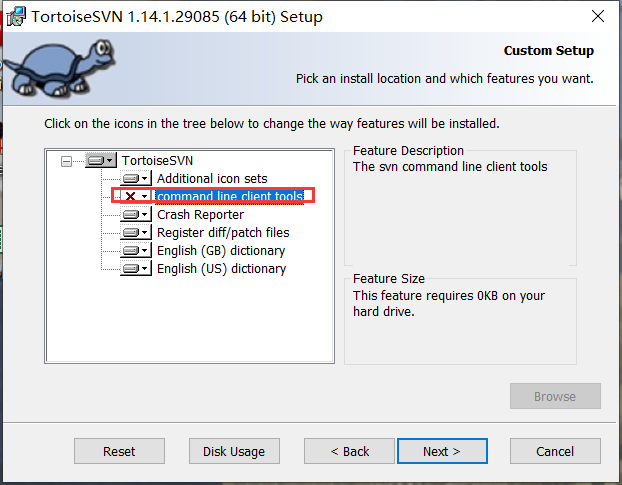 TortoiseSVN 1.14.1.29085 (64 bit) Setup
Custom Setup
Pick an install location and which features you want.
Click on the icons in the tree below to change the way features will be installed.
TortoiseSVN
Additional icon sets
command line client tools
Crash Reporter
Register diff/patch files
English (GB) dictionary
English (US) dictionary
Feature Description
The svn command line client tools
Feature Size
This feature requires 0KB on your
hard drive.
Browse
Reset
Disk Usage
< Back
Next >
Cancel